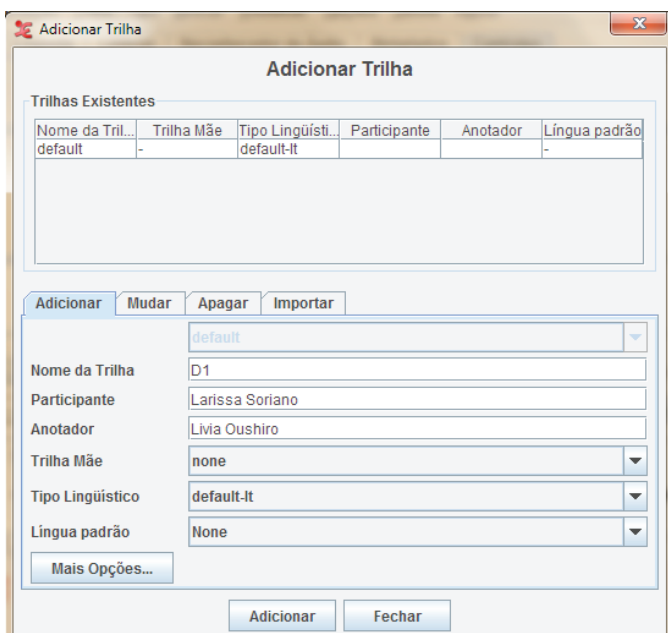 Adicionar Trilha
Adicionar Trilha
Trilhas Existentes
Nome da Tril... Trilha Mãe Tipo Lingüísti... Participante Anotador Língua padrão
default - default-lt -
Adicionar Mudar Apagar Importar
default
Nome da Trilha D1
Participante Larissa Soriano
Anotador Livia Oushiro
Trilha Mãe none
Tipo Lingüístico default-lt
Língua padrão None
Mais Opções...
Adicionar Fechar